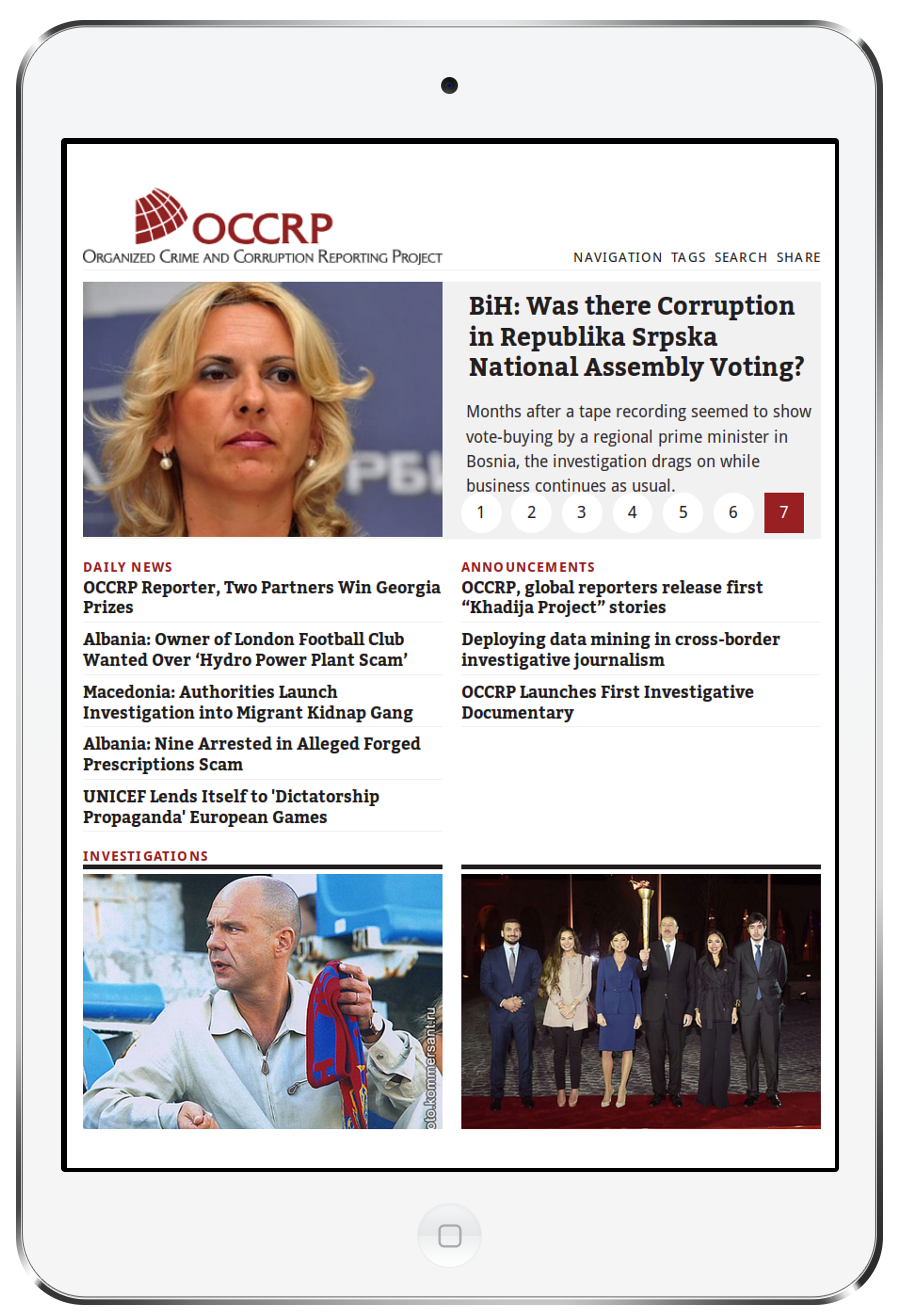 OCCRP
ORGANIZED CRIME AND CORRUPTION REPORTING PROJECT
NAVIGATION TAGS SEARCH SHARE
РБИ
BiH: Was there Corruption
in Republika Srpska
National Assembly Voting?
Months after a tape recording seemed to show
vote-buying by a regional prime minister in
Bosnia, the investigation drags on while
business continues as usual.
1 2 3 4 5 6 7
DAILY NEWS
OCCRP Reporter, Two Partners Win Georgia
Prizes
Albania: Owner of London Football Club
Wanted Over ‘Hydro Power Plant Scam’
Macedonia: Authorities Launch
Investigation into Migrant Kidnap Gang
Albania: Nine Arrested in Alleged Forged
Prescriptions Scam
UNICEF Lends Itself to 'Dictatorship
Propaganda' European Games
ANNOUNCEMENTS
OCCRP, global reporters release first
“Khadija Project” stories
Deploying data mining in cross-border
investigative journalism
OCCRP Launches First Investigative
Documentary
INVESTIGATIONS
oto.kommersant.ru